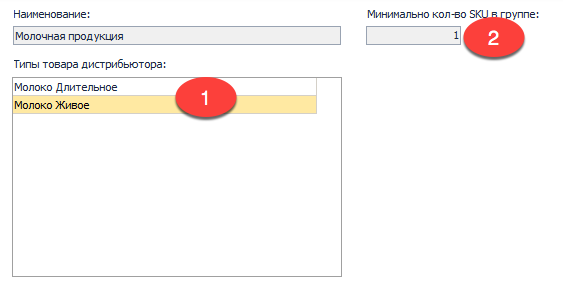 Наименование:
Минимально кол-во SKU в группе:
Молочная продукция
1
2
Типы товара дистрибьютора:
Молоко Длительное
1
Молоко Живое